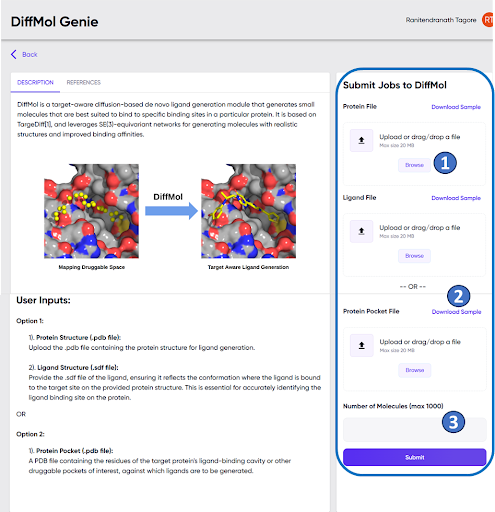 DiffMol Genie
Ranitendranath Tagore
RT
Back
DESCRIPTION
REFERENCES
DiffMol is a target-aware diffusion-based de novo ligand generation module that generates small
molecules that are best suited to bind to specific binding sites in a particular protein. It is based on
TargeDiff[1], and leverages SE(3)-equivariant networks for generating molecules with realistic
structures and improved binding affinities.
DiffMol
Mapping Druggable Space
Target Aware Ligand Generation
User Inputs:
Option 1:
1). Protein Structure (.pdb file):
Upload the .pdb file containing the protein structure for ligand generation.
2). Ligand Structure (.sdf file):
Provide the .sdf file of the ligand, ensuring it reflects the conformation where the ligand is bound
to the target site on the provided protein structure. This is essential for accurately identifying the
ligand binding site on the protein.
OR
Option 2:
1). Protein Pocket (.pdb file):
A PDB file containing the residues of the target protein's ligand-binding cavity or other
druggable pockets of interest, against which ligands are to be generated.
Submit Jobs to DiffMol
Protein File
Download Sample
Upload or drag/drop a file
Max size 20 MB
Browse
1
Ligand File
Download Sample
Upload or drag/drop a file
Max size 20 MB
Browse
-- OR --
2
Protein Pocket File
Download Sample
Upload or drag/drop a file
Max size 20 MB
Browse
Number of Molecules (max 1000)
3
Submit